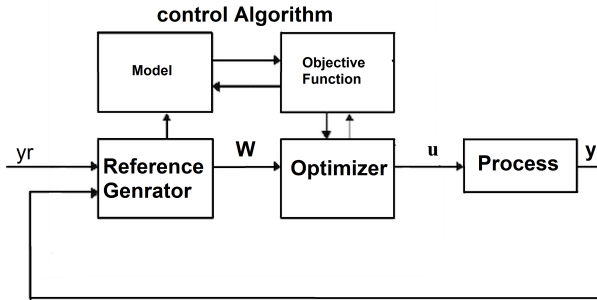 control Algorithm
Model
Objective
Function
yr
Reference
Genrator
W
Optimizer
u
Process
y